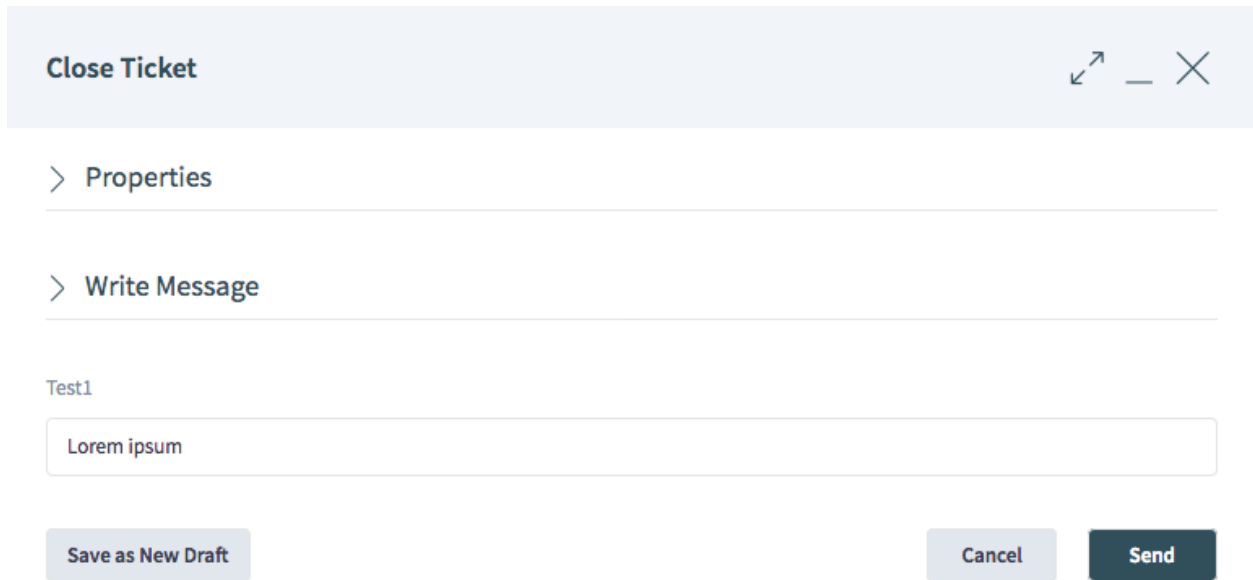 Close Ticket
Properties
Write Message
Test1
Lorem ipsum
Save as New Draft
Cancel
Send